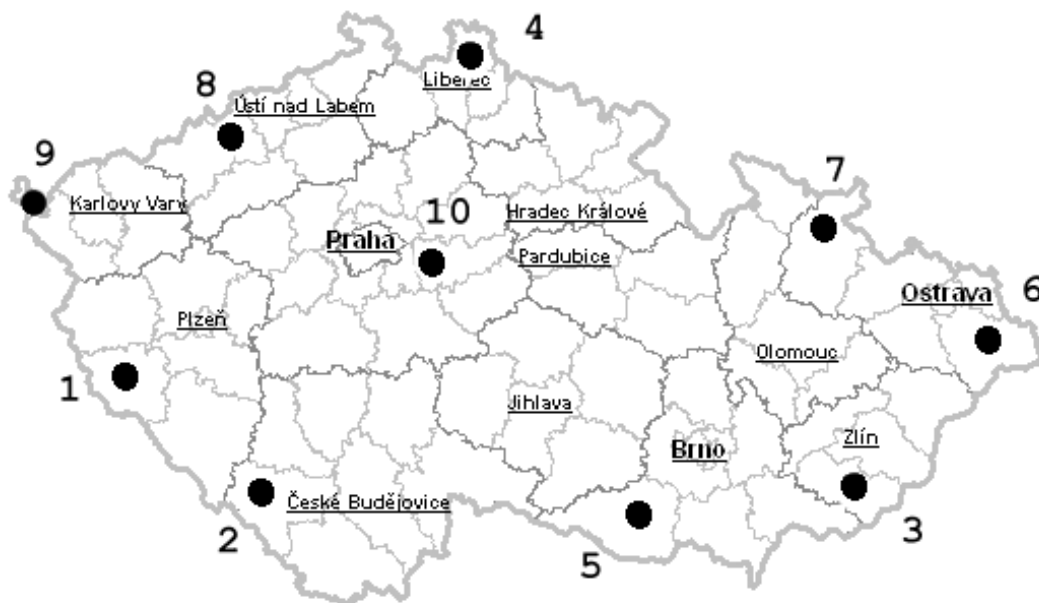 4
8
Liberec
Ústí nad Labem
9
7
Karlovy Vary
10
Hradec Králové
Praha
Pardubice
Ostrava
6
Plzeň
Olomouc
1
Jihlava
Zlín
Brno
České Budějovice
2
3
5